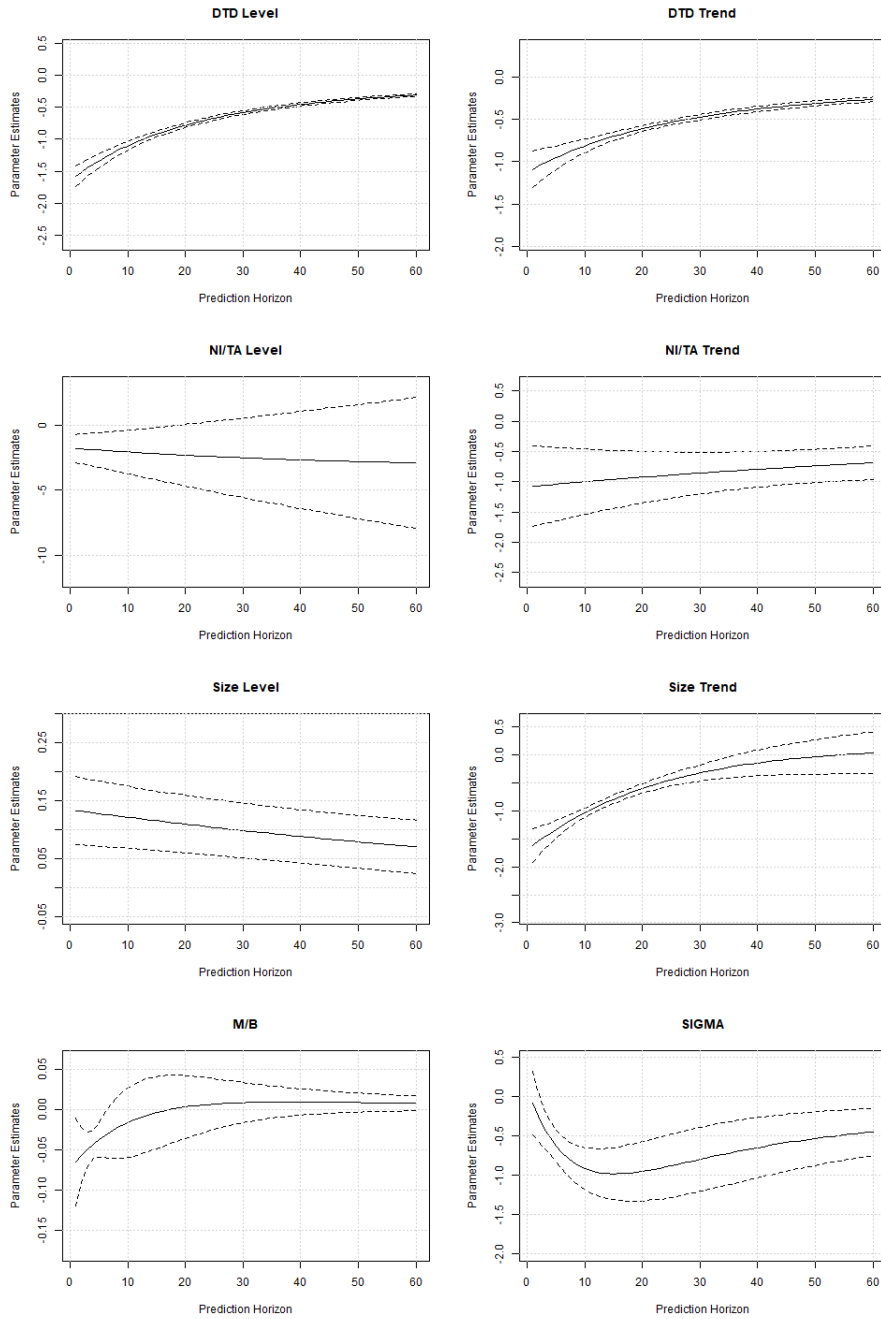 DTD Level
Parameter Estimates
0.5
0.0
-0.5
-1.0
-1.5
-2.0
-2.5
0 10 20 30 40 50 60
Prediction Horizon
DTD Trend
Parameter Estimates
0.0
-0.5
-1.0
-1.5
-2.0
0 10 20 30 40 50 60
Prediction Horizon
NI/TA Level
Parameter Estimates
0
-5
-10
0 10 20 30 40 50 60
Prediction Horizon
NI/TA Trend
Parameter Estimates
0.5
0.0
-0.5
-1.0
-1.5
-2.0
-2.5
0 10 20 30 40 50 60
Prediction Horizon
Size Level
Parameter Estimates
0.25
0.15
0.05
-0.05
0 10 20 30 40 50 60
Prediction Horizon
Size Trend
Parameter Estimates
0.5
0.0
-1.0
-2.0
-3.0
0 10 20 30 40 50 60
Prediction Horizon
M/B
Parameter Estimates
0.05
0.00
-0.05
-0.10
-0.15
0 10 20 30 40 50 60
Prediction Horizon
SIGMA
Parameter Estimates
0.5
0.0
-0.5
-1.0
-1.5
-2.0
0 10 20 30 40 50 60
Prediction Horizon